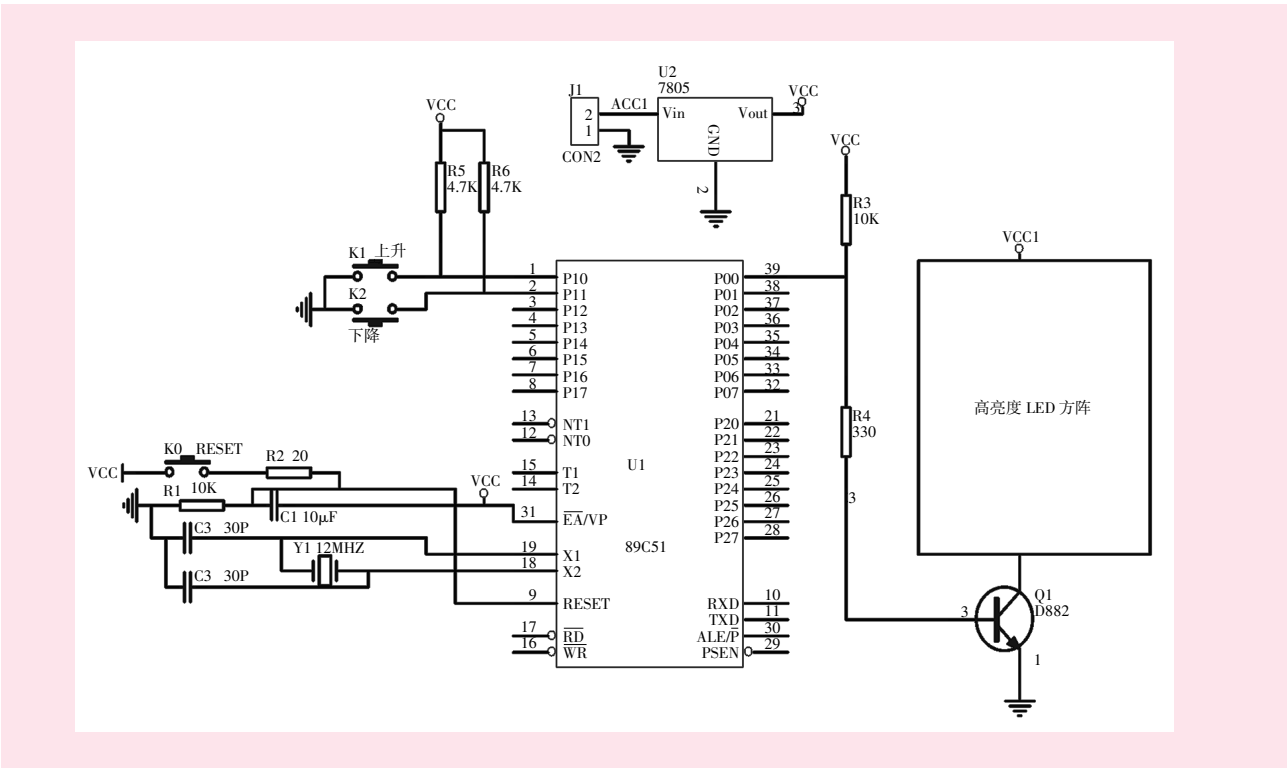 U2
7805
J1
2
1
CON2
ACC1
Vin
Vout
GND
2
3
VCC
VCC
R5
4.7K
R6
4.7K
VCC
R3
10K
K1
上升
K2
下降
1
2
3
4
5
6
7
8
P10
P11
P12
P13
P14
P15
P16
P17
13
12
NT1
NT0
15
14
T1
T2
31
EA/VP
19
18
X1
X2
9
RESET
17
16
RD
WR
U1
89C51
P00
P01
P02
P03
P04
P05
P06
P07
39
38
37
36
35
34
33
32
P20
P21
P22
P23
P24
P25
P26
P27
21
22
23
24
25
26
27
28
RXD
TXD
ALE/P
PSEN
10
11
30
29
K0 RESET
VCC
R2 20
R1 10K
C1 10μF
VCC
C3 30P
Y1 12MHZ
C3 30P
R4
330
3
VCC1
高亮度 LED 方阵
3
Q1
D882
1